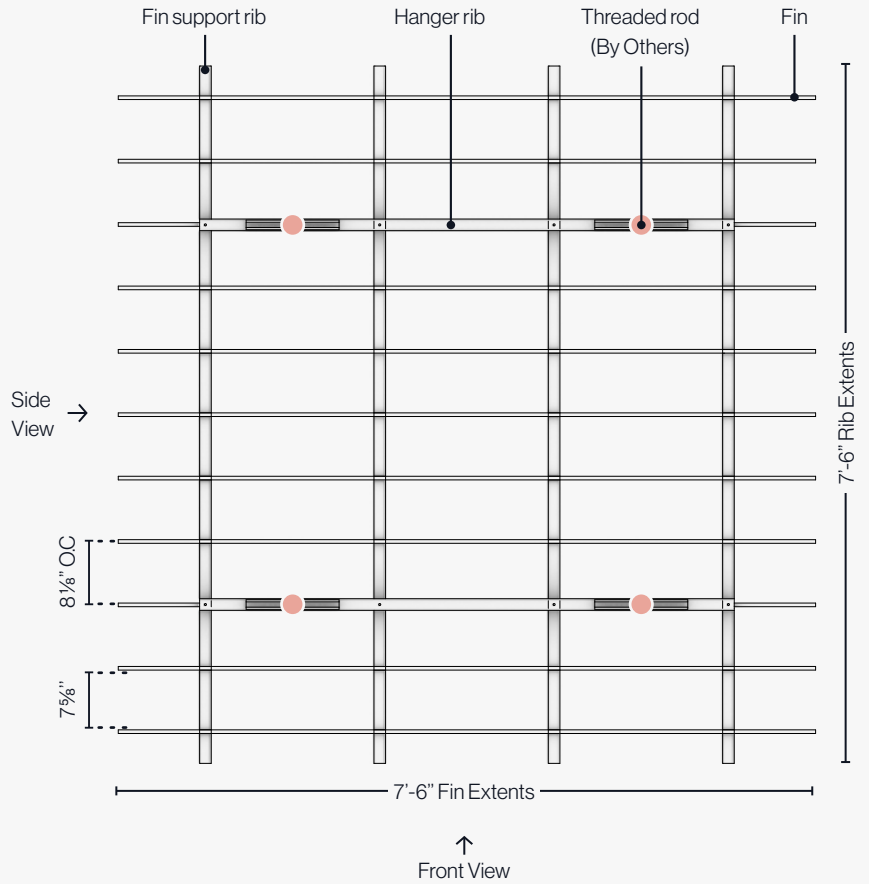 Fin support rib
Hanger rib
Threaded rod
(By Others)
Fin
Side
View
7’-6” Rib Extents
8⅛” O.C
7⅝”
7’-6” Fin Extents
Front View